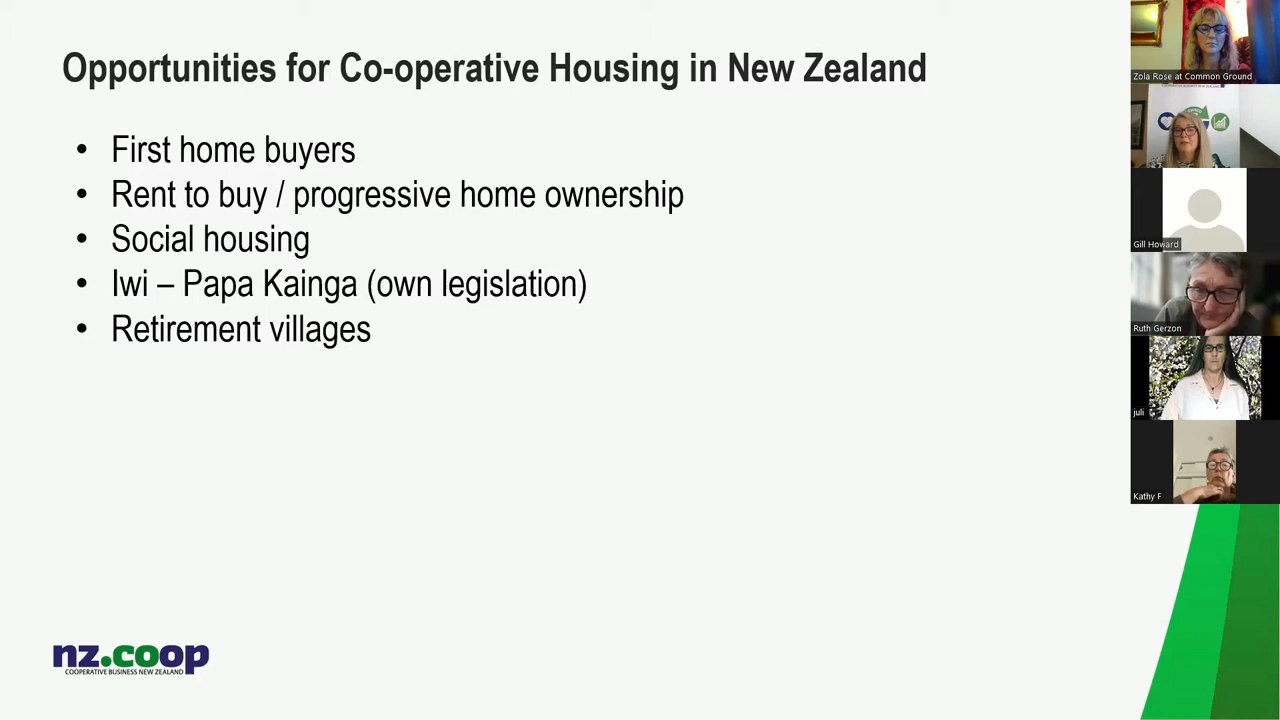 Opportunities for Co-operative Housing in New Zealand
• First home buyers
• Rent to buy / progressive home ownership
• Social housing
• Iwi – Papa Kainga (own legislation)
• Retirement villages
nz.coop
COOPERATIVE BUSINESS NEW ZEALAND
Zola Rose at Common Ground
Gill Howard
Ruth Gerzon
juli
Kathy F